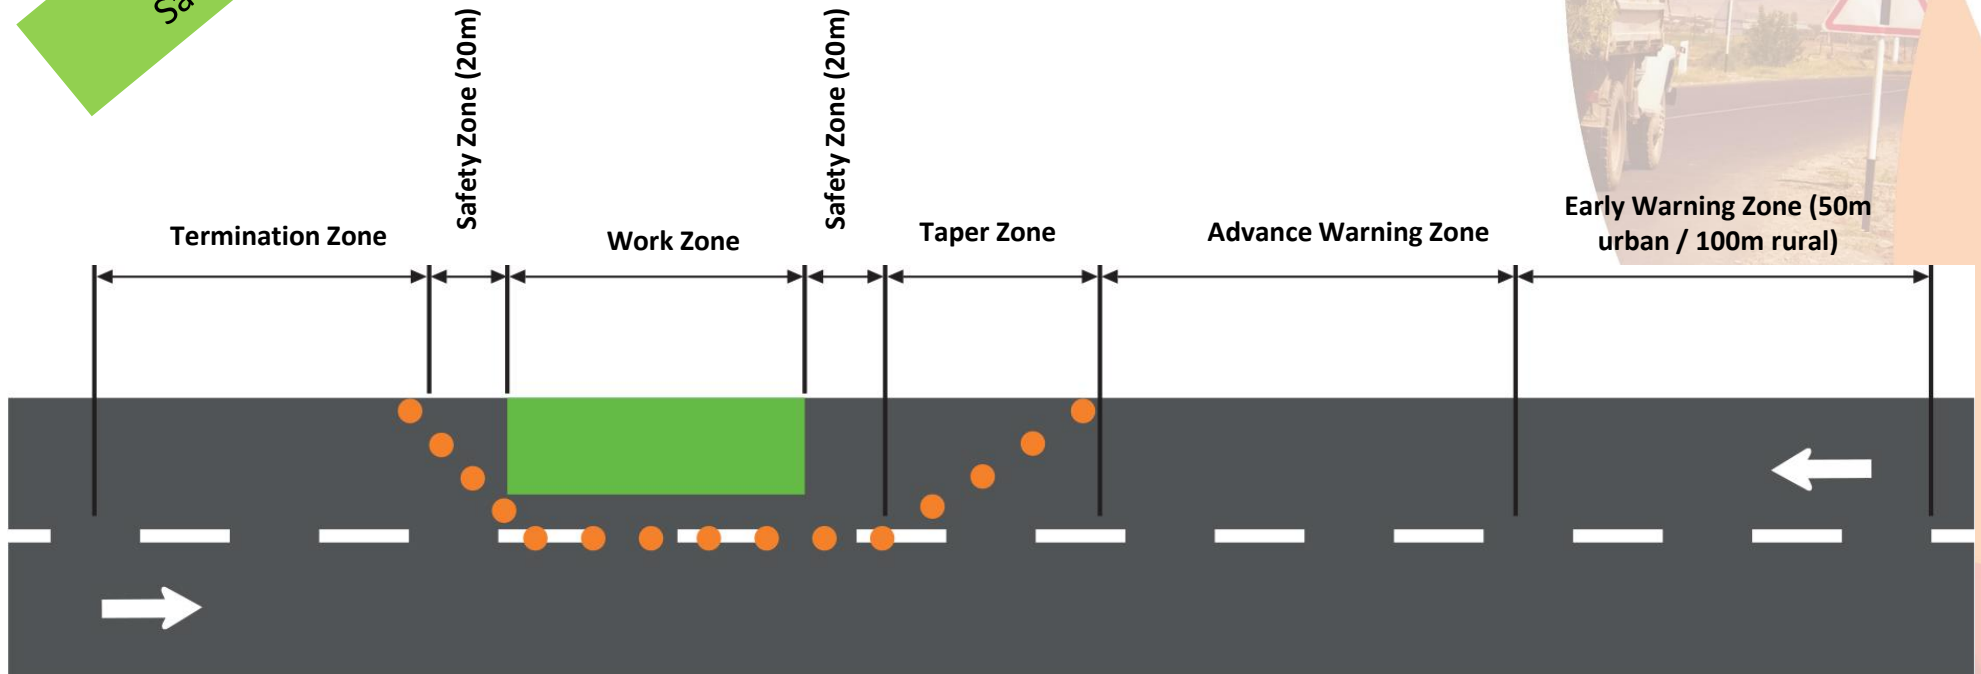 Safety Zone (20m)
Safety Zone (20m)
Termination Zone
Work Zone
Taper Zone
Advance Warning Zone
Early Warning Zone (50m
urban / 100m rural)